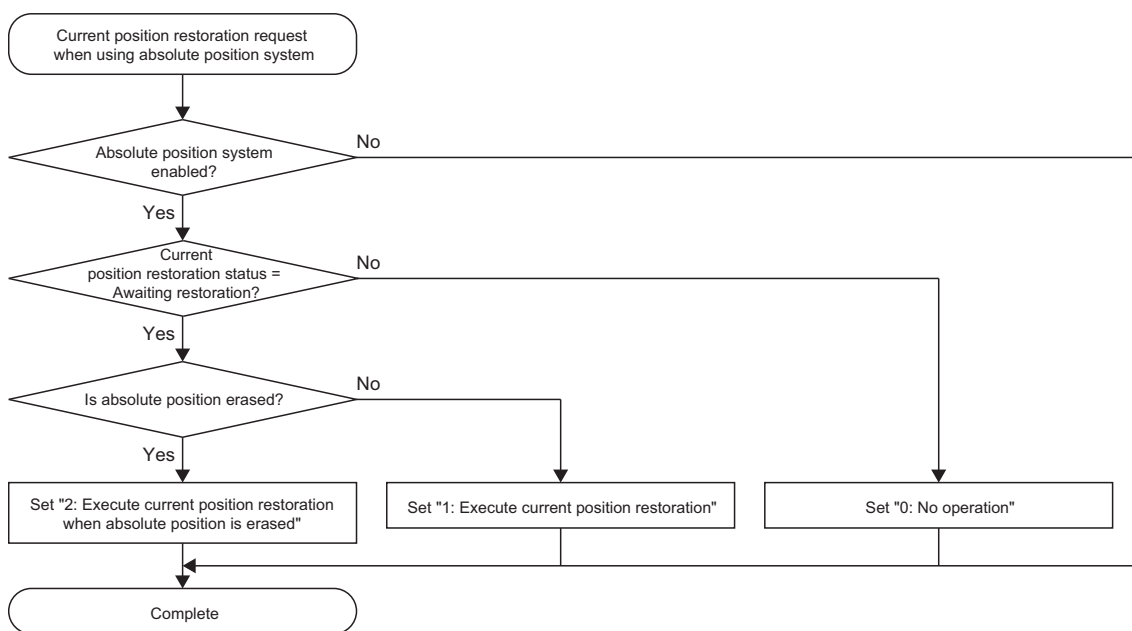 Current position restoration request
when using absolute position system
No
Absolute position system
enabled?
Yes
Current
position restoration status =
Awaiting restoration?
No
Yes
No
Is absolute position erased?
Yes
Set "2: Execute current position restoration
when absolute position is erased"
Set "1: Execute current position restoration"
Set "0: No operation"
Complete